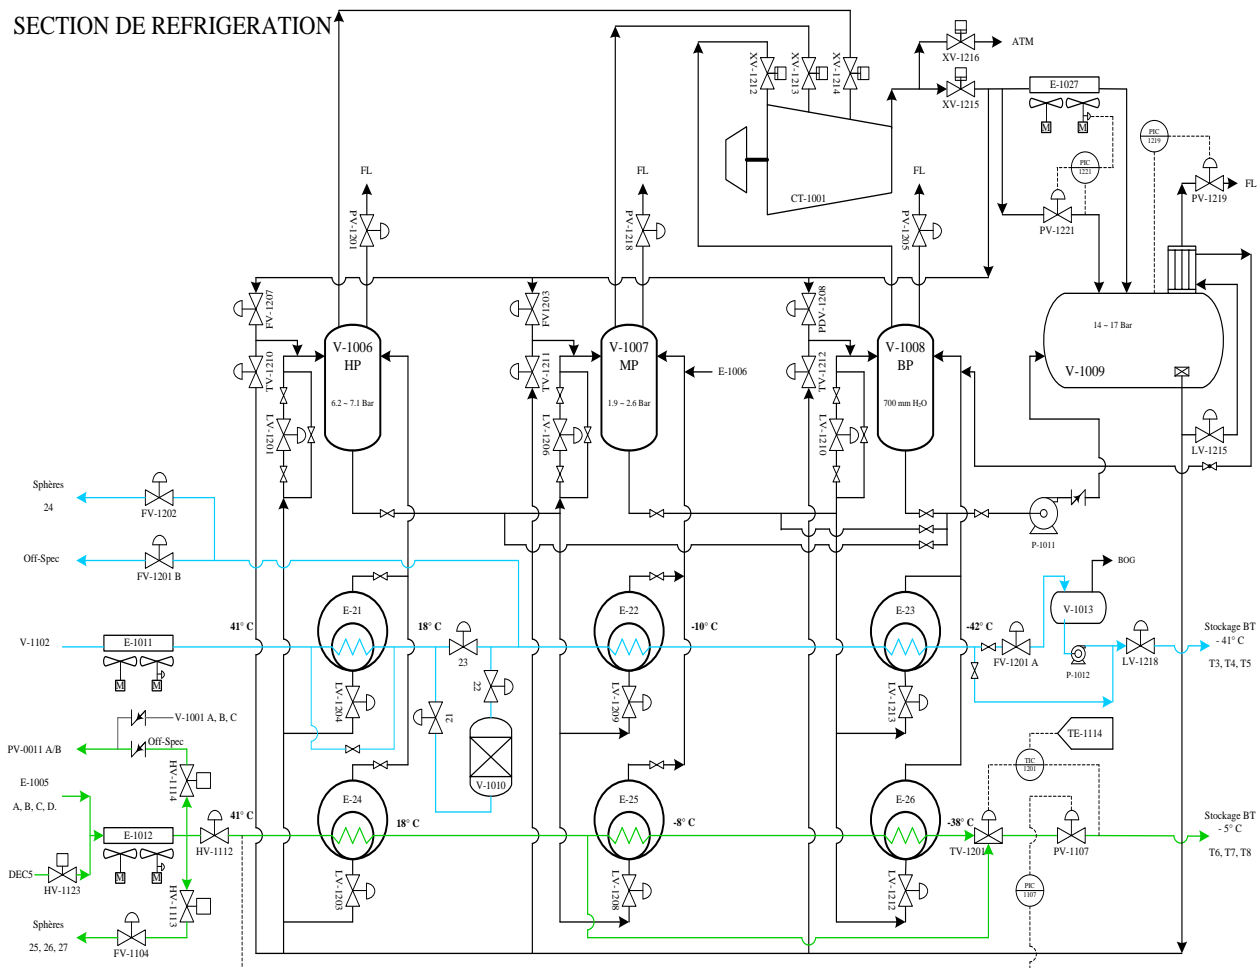 SECTION DE REFRIGERATION
XV-1216
ATM
XV-1215
E-1027
M
M
XV-1212
XV-1213
XV-1214
CT-1001
PIC
1219
PIC
1221
PV-1221
PV-1219
FL
FL
PV-1201
FL
PV-1218
FL
PV-1205
FV-1207
FV1203
PDV-1208
TV-1210
TV-1211
TV-1212
V-1006
HP
6.2 ~ 7.1 Bar
V-1007
MP
1.9 ~ 2.6 Bar
E-1006
V-1008
BP
700 mm H2O
14 ~ 17 Bar
V-1009
LV-1201
LV-1206
LV-1210
LV-1215
Sphères
24
FV-1202
Off-Spec
FV-1201 B
P-1011
BOG
V-1102
E-1011
M
M
41° C
E-21
18° C
23
E-22
-10° C
E-23
-42° C
FV-1201 A
V-1013
P-1012
LV-1218
Stockage BT
- 41° C
T3, T4, T5
LV-1204
21
22
V-1010
LV-1209
LV-1213
V-1001 A, B, C
Off-Spec
PV-0011 A/B
HV-1114
TE-1114
TIC
1201
E-1005
A, B, C, D.
E-1012
M
M
HV-1112
41° C
E-24
18° C
E-25
-8° C
E-26
-38° C
TV-1201
PV-1107
Stockage BT
- 5° C
T6, T7, T8
DEC5
HV-1123
HV-1113
LV-1203
LV-1208
LV-1212
PIC
1107
Sphères
25, 26, 27
FV-1104